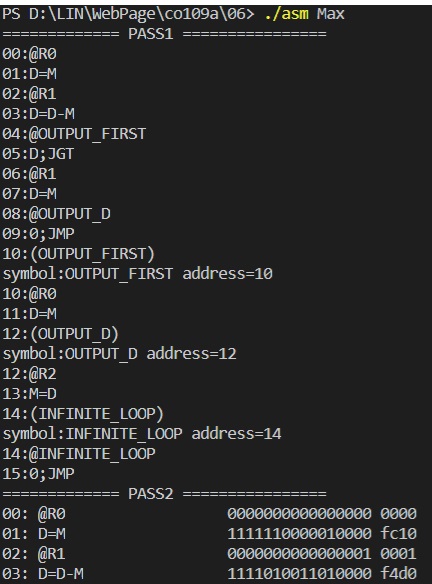 PS D:\LIN\WebPage\co109a\06> ./asm Max
============= PASS1 ================
00:@R0
01:D=M
02:@R1
03:D=D-M
04:@OUTPUT_FIRST
05:D;JGT
06:@R1
07:D=M
08:@OUTPUT_D
09:0;JMP
10:(OUTPUT_FIRST)
symbol:OUTPUT_FIRST address=10
10:@R0
11:D=M
12:(OUTPUT_D)
symbol:OUTPUT_D address=12
12:@R2
13:M=D
14:(INFINITE_LOOP)
symbol:INFINITE_LOOP address=14
14:@INFINITE_LOOP
15:0;JMP
============= PASS2 ================
00: @R0 0000000000000000 0000
01: D=M 1111110000010000 fc10
02: @R1 0000000000000001 0001
03: D=D-M 1111010011010000 f4d0